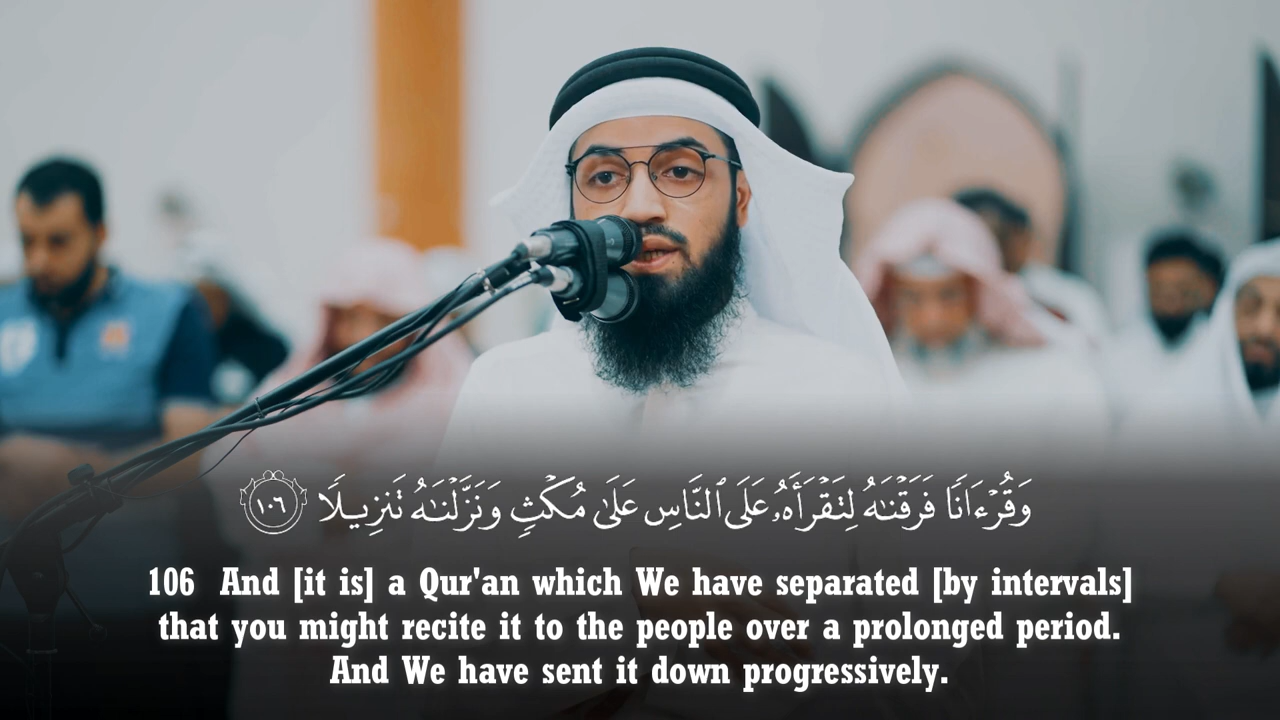 وَقُرْءَانًا فَرَقْنَـٰهُ لِتَقْرَأَهُۥ عَلَى ٱلنَّاسِ عَلَىٰ مُكْثٍ وَنَزَّلْنَـٰهُ تَنزِيلًا ١٠٦
106 And [it is] a Qur'an which We have separated [by intervals]
that you might recite it to the people over a prolonged period.
And We have sent it down progressively.